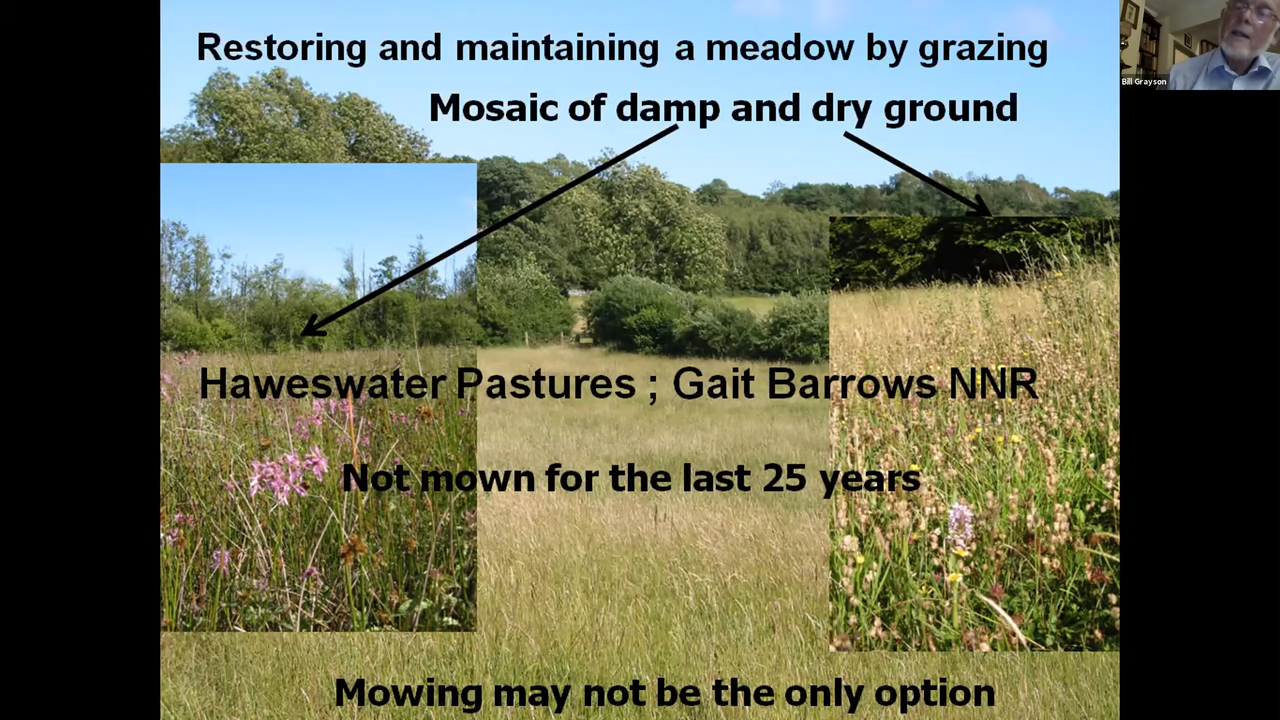 Restoring and maintaining a meadow by grazing
Mosaic of damp and dry ground
Bill Grayson
Haweswater Pastures ; Gait Barrows NNR
Not mown for the last 25 years
Mowing may not be the only option